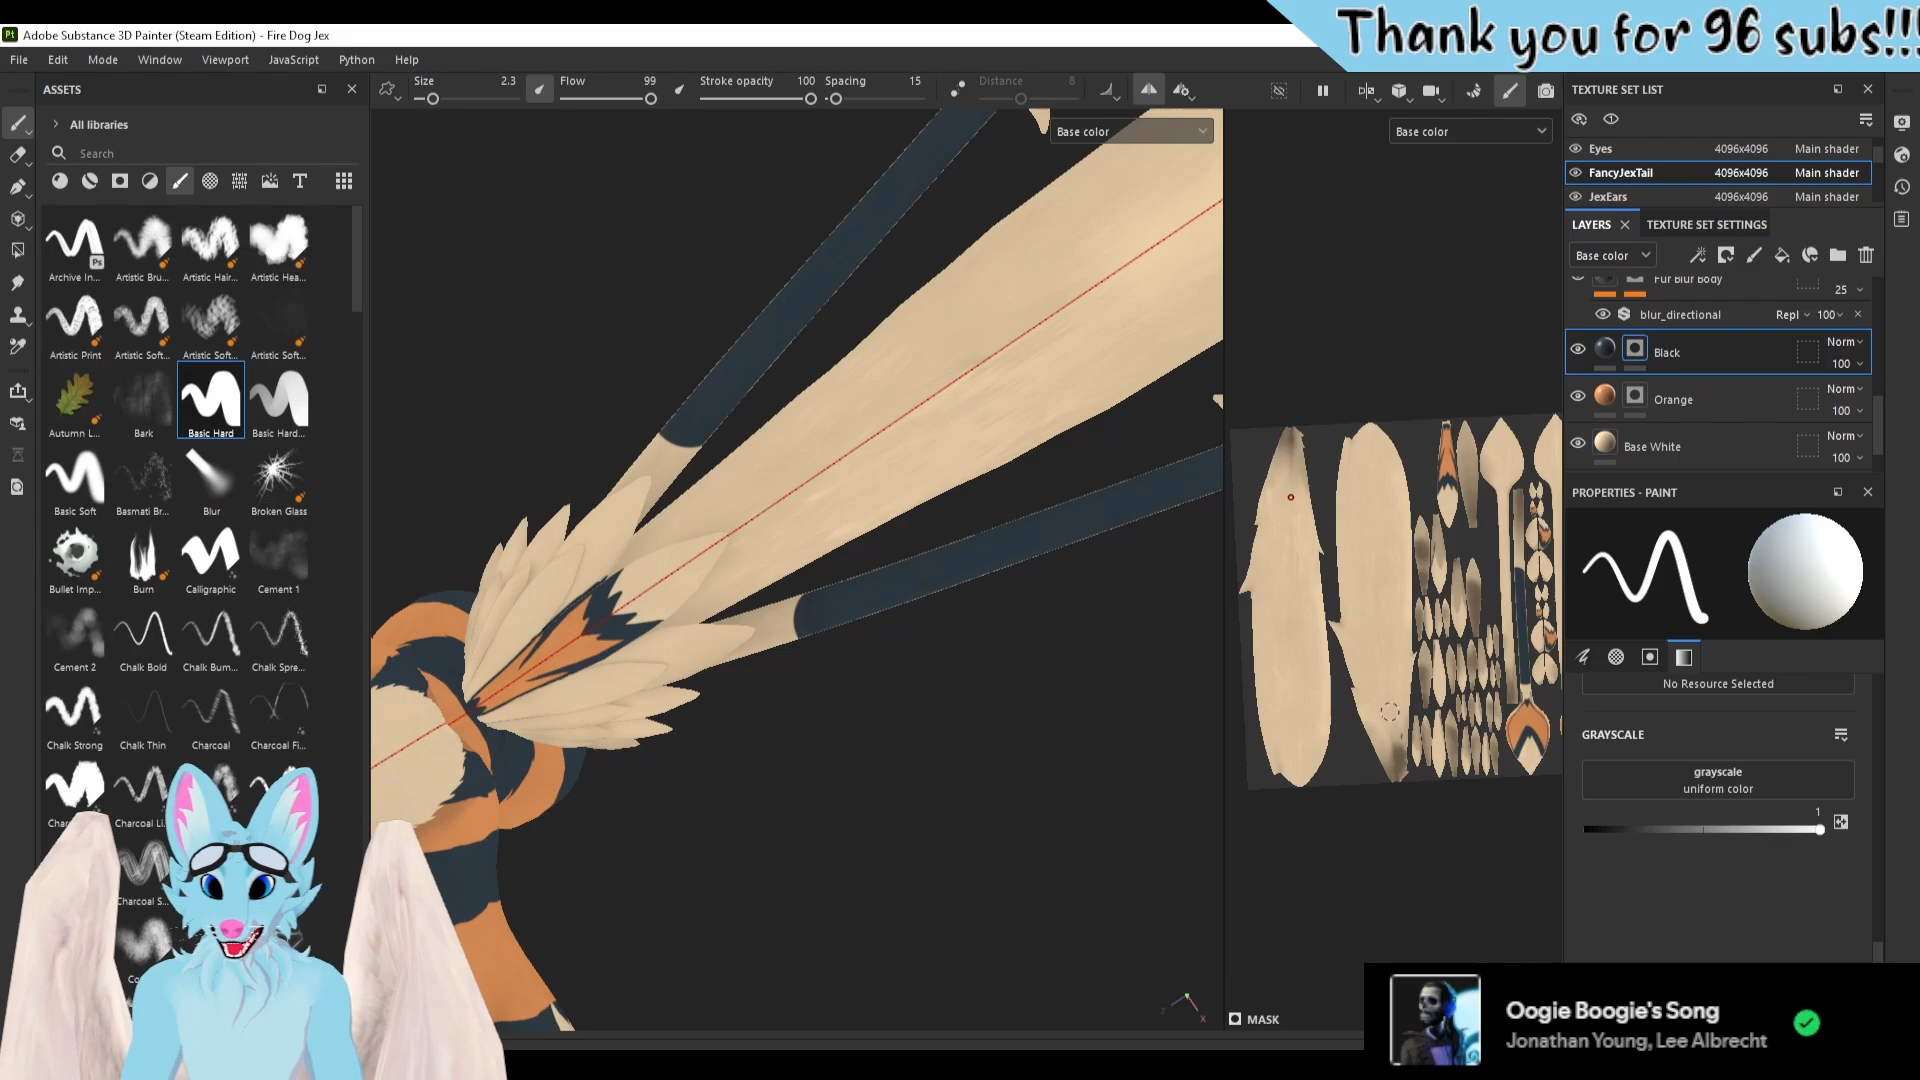 Thank you for 96 subs!!!
Adobe Substance 3D Painter (Steam Edition) - Fire Dog Jex
File Edit Mode Window Viewport JavaScript Python Help
ASSETS
All libraries
Search
Archive In...
Artistic Bru...
Artistic Hair...
Artistic Hea...
Artistic Print
Artistic Soft...
Artistic Soft...
Artistic Soft...
Autumn L...
Bark
Basic Hard
Basic Hard...
Basic Soft
Basmati Br...
Blur
Broken Glass
Bullet Imp...
Burn
Calligraphic
Cement 1
Cement 2
Chalk Bold
Chalk Bum...
Chalk Spre...
Chalk Strong
Chalk Thin
Charcoal
Charcoal Fi...
Charcoal Li...
Charcoal S...
Size 2.3
Flow 99
Stroke opacity 100
Spacing 15
Distance 8
Base color
Base color
MASK
TEXTURE SET LIST
Eyes 4096x4096 Main shader
FancyJexTail 4096x4096 Main shader
JexEars 4096x4096 Main shader
LAYERS
TEXTURE SET SETTINGS
Base color
Fur Blur Body
25
blur_directional Repl 100
Black Norm 100
Orange Norm 100
Base White Norm 100
PROPERTIES - PAINT
No Resource Selected
GRAYSCALE
grayscale
uniform color
1
Oogie Boogie's Song
Jonathan Young, Lee Albrecht